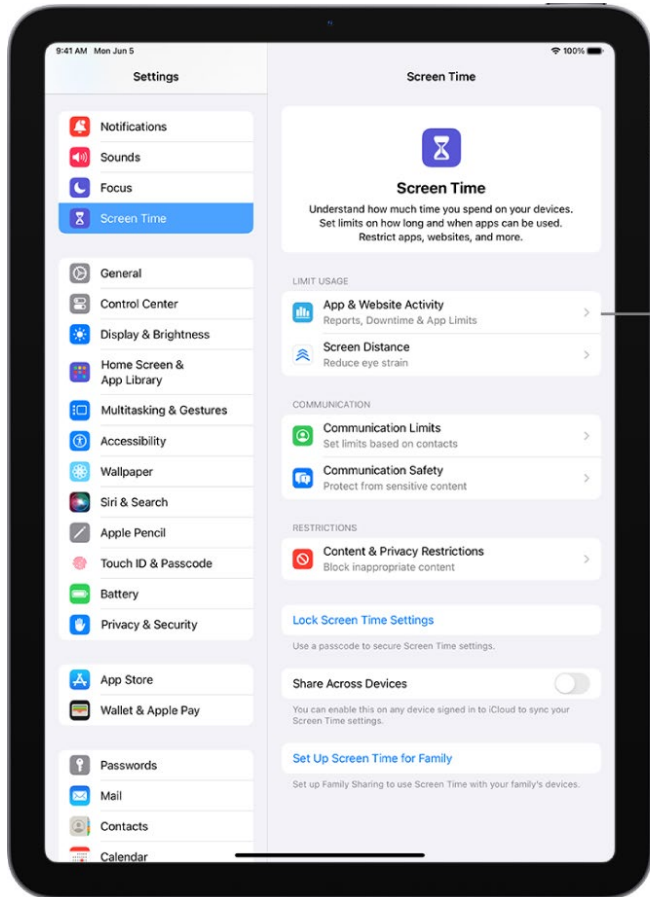 9:41 AM Mon Jun 5
100%
Settings
Notifications
Sounds
Focus
Screen Time
General
Control Center
Display & Brightness
Home Screen &
App Library
Multitasking & Gestures
Accessibility
Wallpaper
Siri & Search
Apple Pencil
Touch ID & Passcode
Battery
Privacy & Security
App Store
Wallet & Apple Pay
Passwords
Mail
Contacts
Calendar
Screen Time
Screen Time
Understand how much time you spend on your devices.
Set limits on how long and when apps can be used.
Restrict apps, websites, and more.
LIMIT USAGE
App & Website Activity
Reports, Downtime & App Limits
Screen Distance
Reduce eye strain
COMMUNICATION
Communication Limits
Set limits based on contacts
Communication Safety
Protect from sensitive content
RESTRICTIONS
Content & Privacy Restrictions
Block inappropriate content
Lock Screen Time Settings
Use a passcode to secure Screen Time settings.
Share Across Devices
You can enable this on any device signed in to iCloud to sync your
Screen Time settings.
Set Up Screen Time for Family
Set up Family Sharing to use Screen Time with your family's devices.